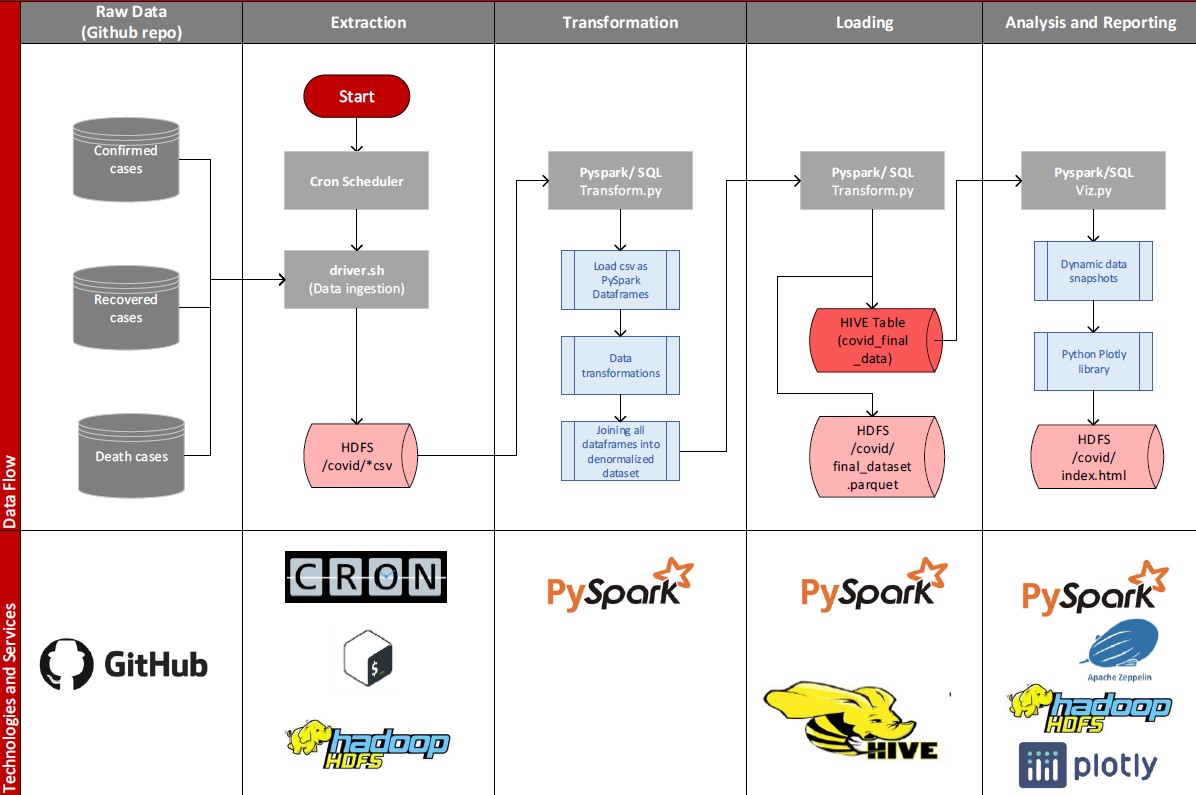 Raw Data
(Github repo)
Extraction
Transformation
Loading
Analysis and Reporting
Data Flow
Confirmed
cases
Recovered
cases
Death cases
Start
Cron Scheduler
driver.sh
(Data ingestion)
HDFS
/covid/*csv
Pyspark/ SQL
Transform.py
Load csv as
PySpark
Dataframes
Data
transformations
Joining all
dataframes into
denormalized
dataset
Pyspark/ SQL
Transform.py
HIVE Table
(covid_final
_data)
HDFS
/covid/
final_dataset
.parquet
Pyspark/SQL
Viz.py
Dynamic data
snapshots
Python Plotly
library
HDFS
/covid/
index.html
Technologies and Services
GitHub
CRON
$
hadoop
HDFS
PySpark
PySpark
HIVE
PySpark
Apache Zeppelin
hadoop
HDFS
plotly